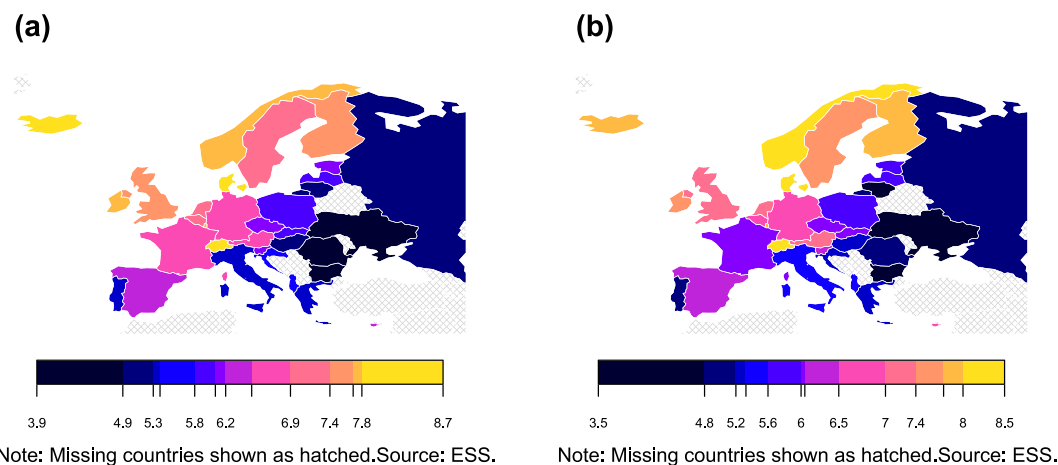 (a)
(b)
3.9 4.9 5.3 5.8 6.2 6.9 7.4 7.8 8.7
3.5 4.8 5.2 5.6 6 6.5 7 7.4 8 8.5
Note: Missing countries shown as hatched.Source: ESS.
Note: Missing countries shown as hatched.Source: ESS.